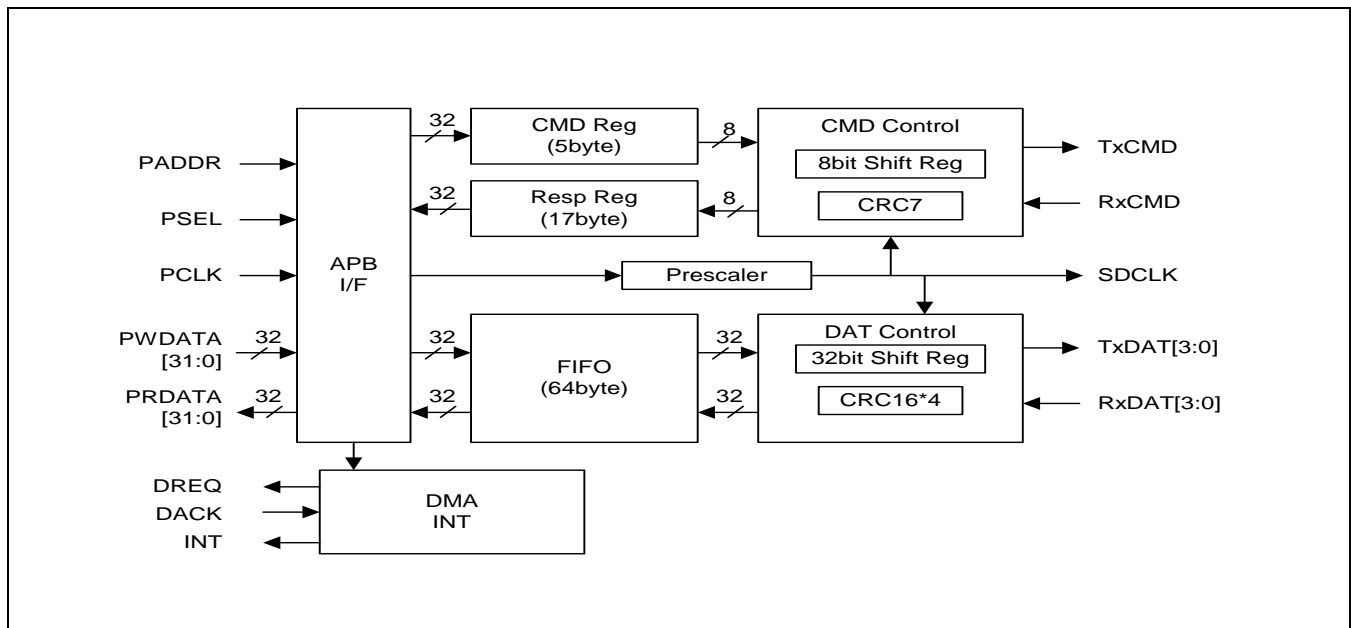 32
CMD Reg
(5byte)
8
CMD Control
8bit Shift Reg
CRC7
TxCMD
RxCMD
PADDR
PSEL
PCLK
PWDATA
[31:0]
32
PRDATA
[31:0]
32
APB
I/F
32
Resp Reg
(17byte)
8
Prescaler
SDCLK
32
FIFO
(64byte)
32
32
32
DAT Control
32bit Shift Reg
CRC16*4
TxDAT[3:0]
RxDAT[3:0]
DREQ
DACK
INT
DMA
INT